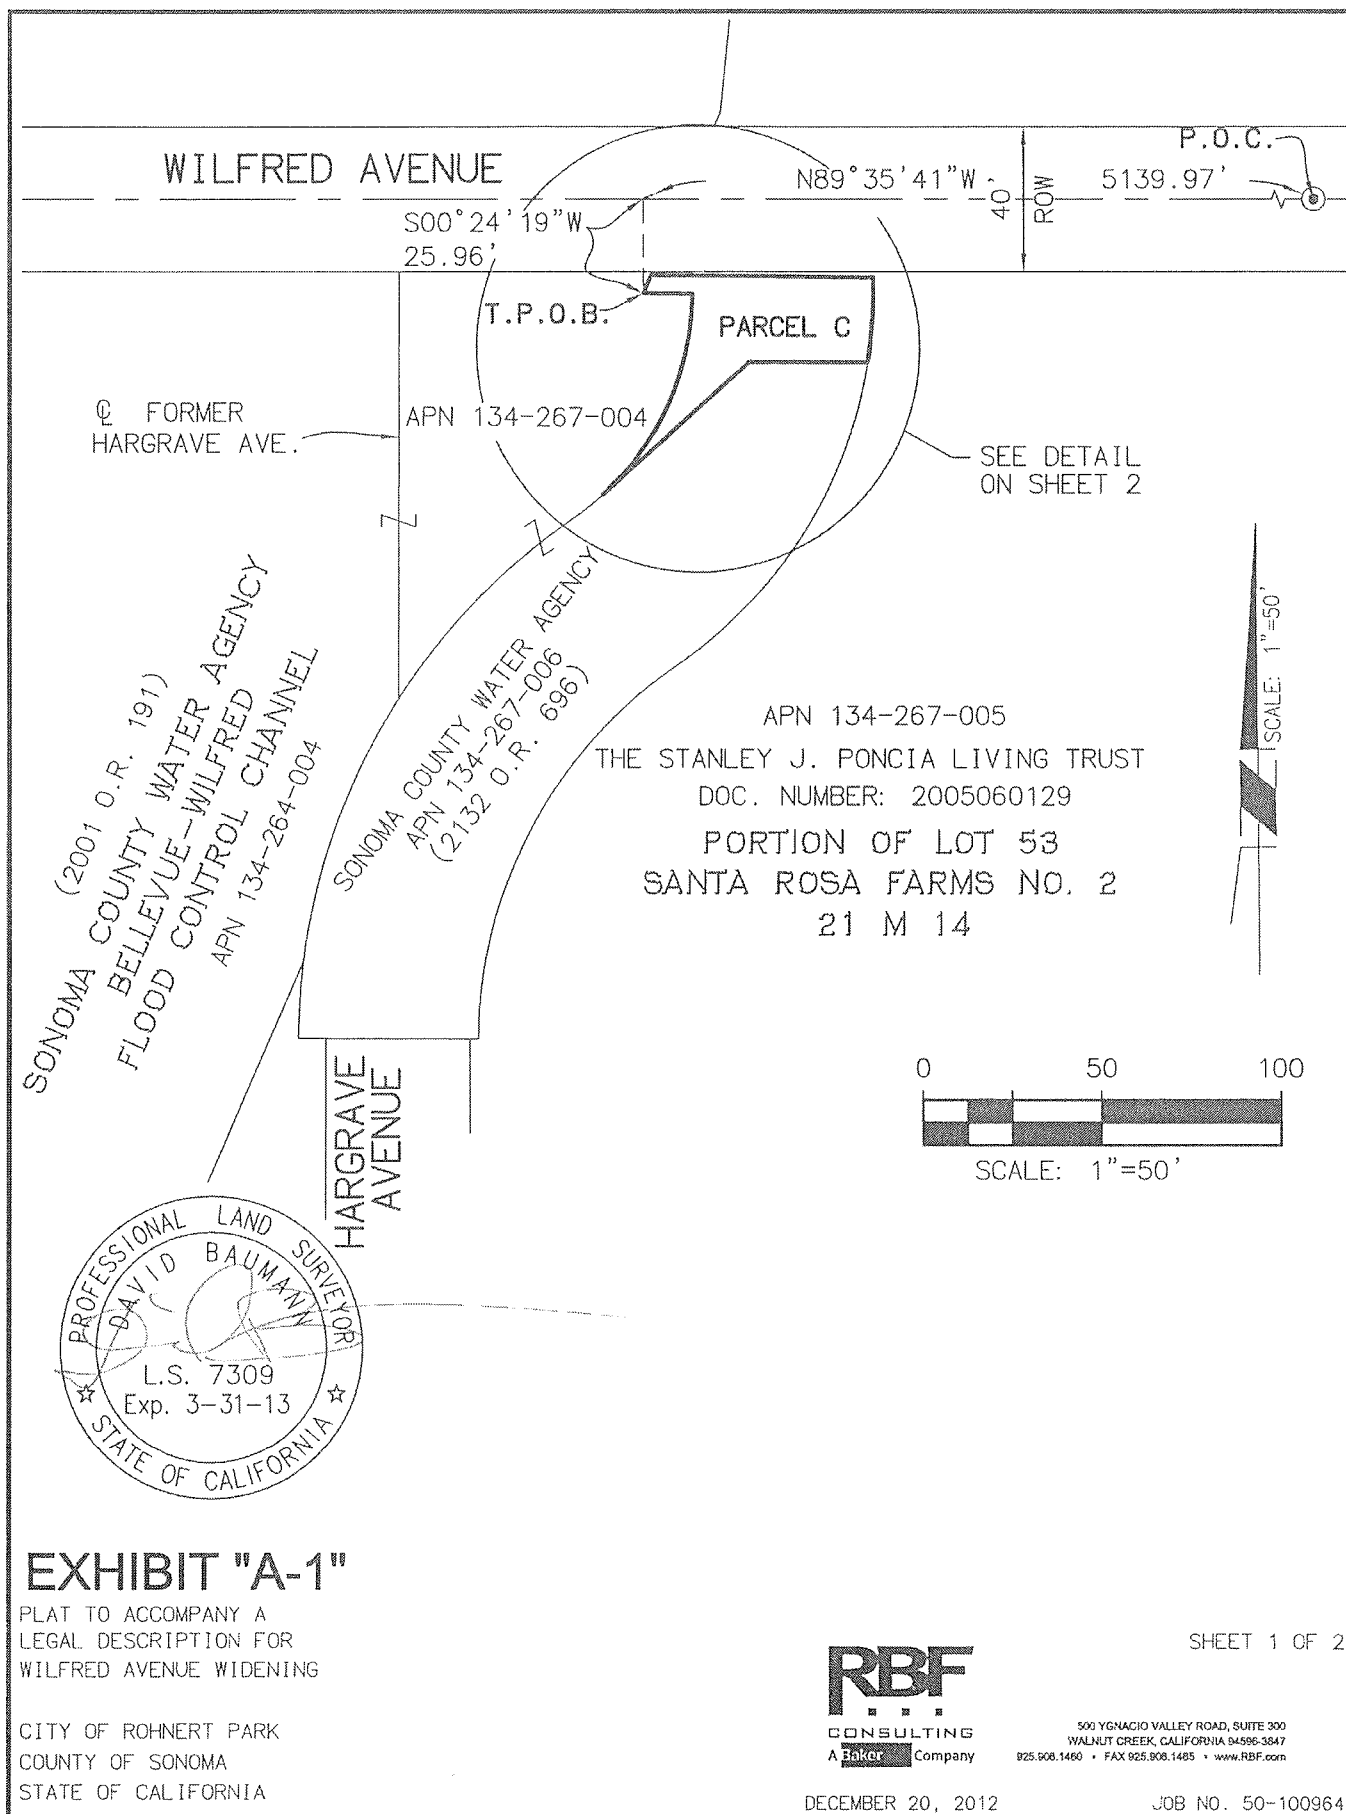 WILFRED AVENUE
P.O.C.
N89°35'41"W
5139.97'
40
ROW
S00°24'19"W
25.96'
T.P.O.B.
PARCEL C
℄ FORMER
HARGRAVE AVE.
APN 134-267-004
SEE DETAIL
ON SHEET 2
(2001 O.R. 191)
SONOMA COUNTY WATER AGENCY
BELLEVUE-WILFRED
FLOOD CONTROL CHANNEL
APN 134-264-004
SONOMA COUNTY WATER AGENCY
APN 134-267-006
(2132 O.R. 696)
APN 134-267-005
THE STANLEY J. PONCIA LIVING TRUST
DOC. NUMBER: 2005060129
PORTION OF LOT 53
SANTA ROSA FARMS NO. 2
21 M 14
SCALE: 1"=50'
0 50 100
SCALE: 1"=50'
HARGRAVE
AVENUE
PROFESSIONAL LAND SURVEYOR
DAVID BAUMANN
L.S. 7309
Exp. 3-31-13
STATE OF CALIFORNIA
EXHIBIT "A-1"
PLAT TO ACCOMPANY A
LEGAL DESCRIPTION FOR
WILFRED AVENUE WIDENING
CITY OF ROHNERT PARK
COUNTY OF SONOMA
STATE OF CALIFORNIA
RBF
CONSULTING
A Baker Company
SHEET 1 OF 2
500 YGNACIO VALLEY ROAD, SUITE 300
WALNUT CREEK, CALIFORNIA 94596-3847
925.906.1460 • FAX 925.906.1465 • www.RBF.com
DECEMBER 20, 2012
JOB NO. 50-100964